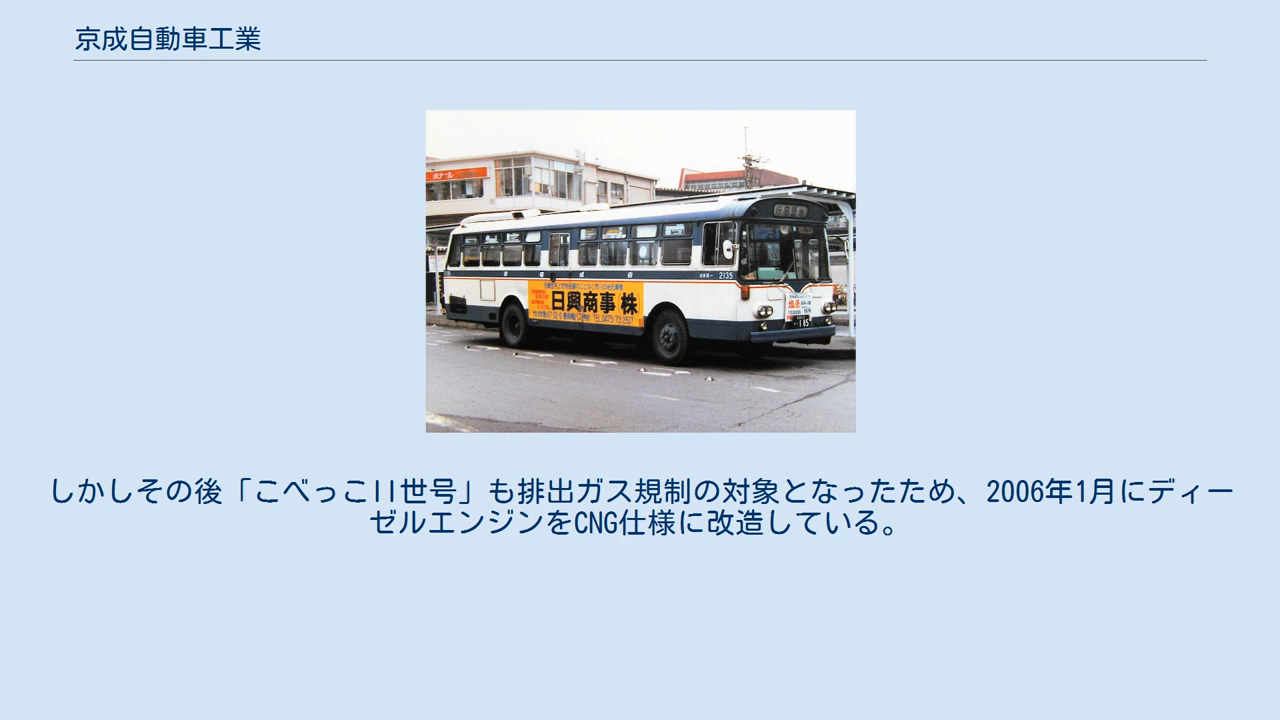 京成自動車工業
2135
日興商事 株
185
しかしその後「こべっこII世号」も排出ガス規制の対象となったため、2006年1月にディー
ゼルエンジンをCNG仕様に改造している。